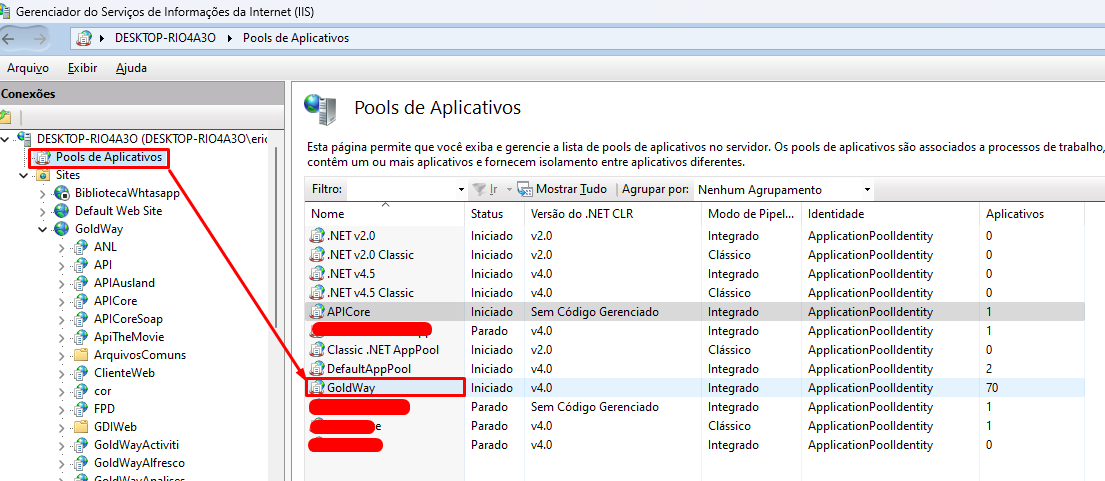 Gerenciador do Serviços de Informações da Internet (IIS)
DESKTOP-RIO4A3O Pools de Aplicativos
Arquivo Exibir Ajuda
Conexões
DESKTOP-RIO4A3O (DESKTOP-RIO4A3O\eric
Pools de Aplicativos
Sites
BibliotecaWhtasapp
Default Web Site
GoldWay
ANL
API
APIAusland
APICore
APICoreSoap
ApiTheMovie
ArquivosComuns
ClienteWeb
cor
FPD
GDIWeb
GoldWayActiviti
GoldWayAlfresco
GoldWayAnalises
Pools de Aplicativos
Esta página permite que você exiba e gerencie a lista de pools de aplicativos no servidor. Os pools de aplicativos são associados a processos de trabalho,
contêm um ou mais aplicativos e fornecem isolamento entre aplicativos diferentes.
Filtro: Ir Mostrar Tudo Agrupar por: Nenhum Agrupamento
Nome Status Versão do .NET CLR Modo de Pipel... Identidade Aplicativos
.NET v2.0 Iniciado v2.0 Integrado ApplicationPoolIdentity 0
.NET v2.0 Classic Iniciado v2.0 Clássico ApplicationPoolIdentity 0
.NET v4.5 Iniciado v4.0 Integrado ApplicationPoolIdentity 0
.NET v4.5 Classic Iniciado v4.0 Clássico ApplicationPoolIdentity 0
APICore Iniciado Sem Código Gerenciado Integrado ApplicationPoolIdentity 1
Parado v4.0 Integrado ApplicationPoolIdentity 1
Classic .NET AppPool Iniciado v2.0 Clássico ApplicationPoolIdentity 0
DefaultAppPool Iniciado v4.0 Integrado ApplicationPoolIdentity 2
GoldWay Iniciado v4.0 Integrado ApplicationPoolIdentity 70
Parado Sem Código Gerenciado Integrado ApplicationPoolIdentity 1
e Parado v4.0 Clássico ApplicationPoolIdentity 1
Parado v4.0 Integrado ApplicationPoolIdentity 0